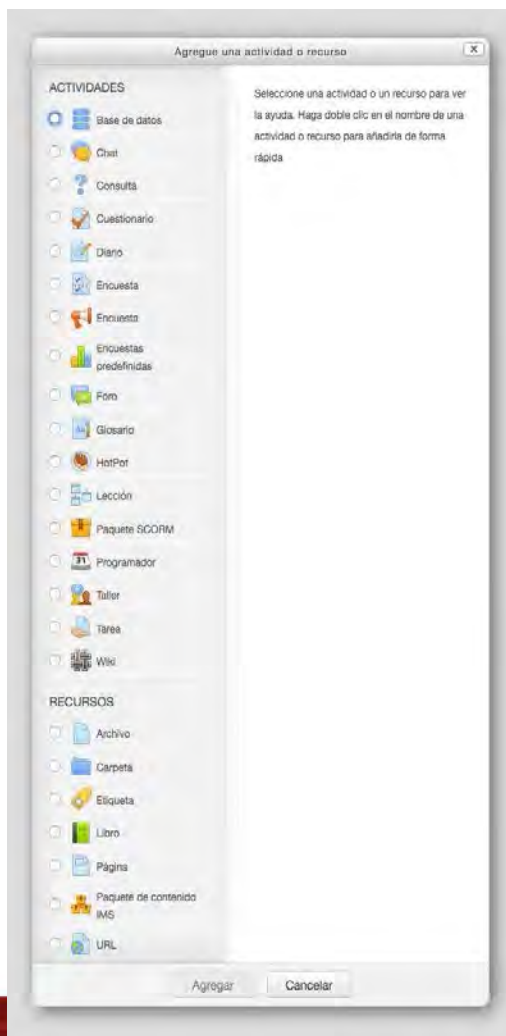 Agregue una actividad o recurso
ACTIVIDADES
Seleccione una actividad o un recurso para ver
la ayuda. Haga doble clic en el nombre de una
actividad o recurso para añadirla de forma
rápida
Base de datos
Chat
Consulta
Cuestionario
Diario
Encuesta
Encuesta
Encuestas
predefinidas
Foro
Glosario
HotPot
Lección
Paquete SCORM
31
Programador
Taller
Tarea
Wiki
RECURSOS
Archivo
Carpeta
Etiqueta
Libro
Página
Paquete de contenido
IMS
URL
Agregar
Cancelar